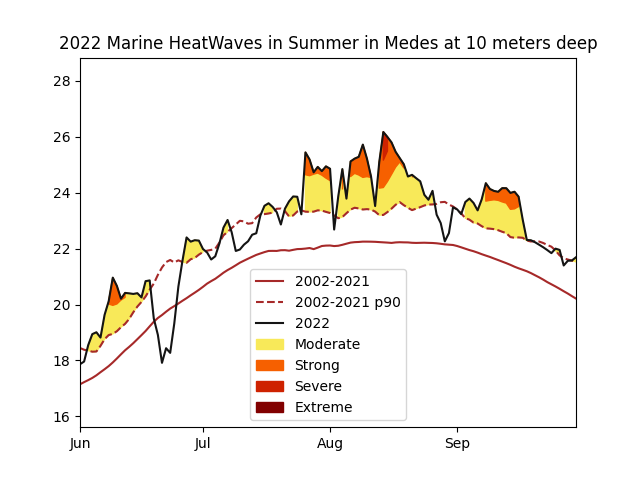 2022 Marine HeatWaves in Summer in Medes at 10 meters deep
28
26
24
22
20
18
16
Jun Jul Aug Sep
2002-2021
2002-2021 p90
2022
Moderate
Strong
Severe
Extreme